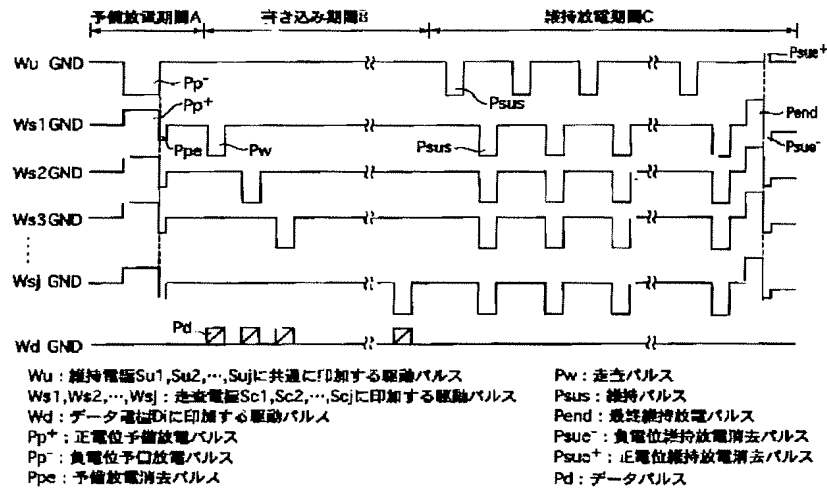 予備放電期間A 書き込み期間B 維持放電期間C
Wu GND
Psue+
Pp-
Pp+
Psus
Ws1 GND
Pend
Ppe
Pw
Psus
Psue-
Ws2 GND
Ws3 GND
Wsj GND
Pd
Wd GND
Wu：維持電極Su1,Su2,…,Sujに共通に印加する駆動パルス
Ws1,Ws2,…,Wsj：走査電極Sc1,Sc2,…,Scjに印加する駆動パルス
Wd：データ電極Diに印加する駆動パルス
Pp+：正電位予備放電パルス
Pp-：負電位予備放電パルス
Ppe：予備放電消去パルス
Pw：走査パルス
Psus：維持パルス
Pend：最終維持放電パルス
Psue-：負電位維持放電消去パルス
Psue+：正電位維持放電消去パルス
Pd：データパルス